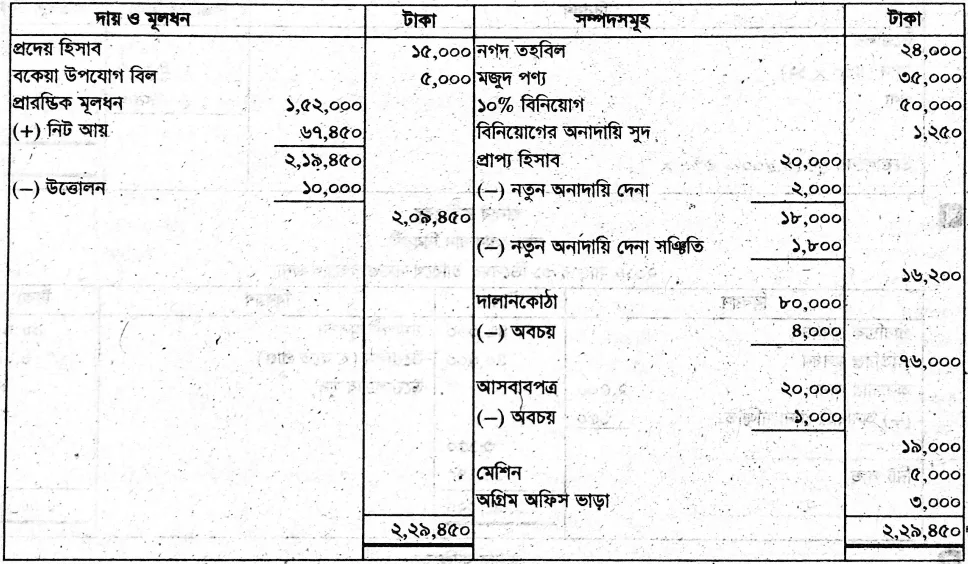 দায় ও মূলধন টাকা সম্পদসমূহ টাকা
প্রদেয় হিসাব ১৫,০০০ নগদ তহবিল ২৪,০০০
বকেয়া উপযোগ বিল ৫,০০০ মজুদ পণ্য ৩৫,০০০
প্রারম্ভিক মূলধন ১,৫২,০০০ ১০% বিনিয়োগ ৫০,০০০
(+) নিট আয় ৬৭,৪৫০ বিনিয়োগের অনাদায়ি সুদ ১,২৫০
২,১৯,৪৫০ প্রাপ্য হিসাব ২০,০০০
(−) উত্তোলন ১০,০০০ (−) নতুন অনাদায়ি দেনা ২,০০০
২,০৯,৪৫০ ১৮,০০০
(−) নতুন অনাদায়ি দেনা সঞ্চিতি ১,৮০০
১৬,২০০
দালানকোঠা ৮০,০০০
(−) অবচয় ৪,০০০
৭৬,০০০
আসবাবপত্র ২০,০০০
(−) অবচয় ১,০০০
১৯,০০০
মেশিন ৫,০০০
অগ্রিম অফিস ভাড়া ৩,০০০
২,২৯,৪৫০ ২,২৯,৪৫০